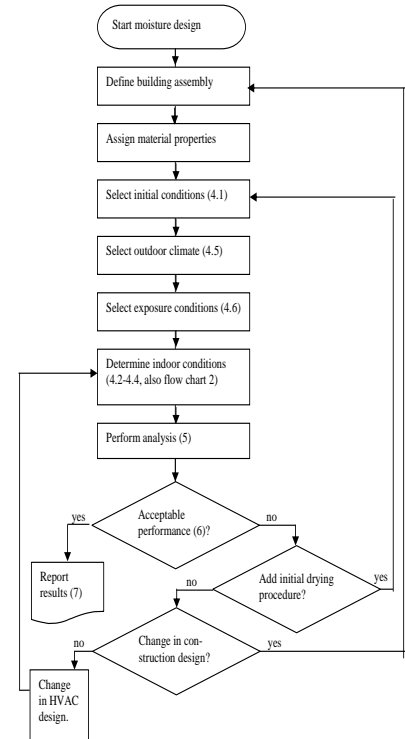 Start moisture design
Define building assembly
Assign material properties
Select initial conditions (4.1)
Select outdoor climate (4.5)
Select exposure conditions (4.6)
Determine indoor conditions
(4.2-4.4, also flow chart 2)
Perform analysis (5)
Acceptable
performance (6)?
yes
no
Report
results (7)
Add initial drying
procedure?
no
yes
Change in con-
struction design?
no
yes
Change
in HVAC
design.